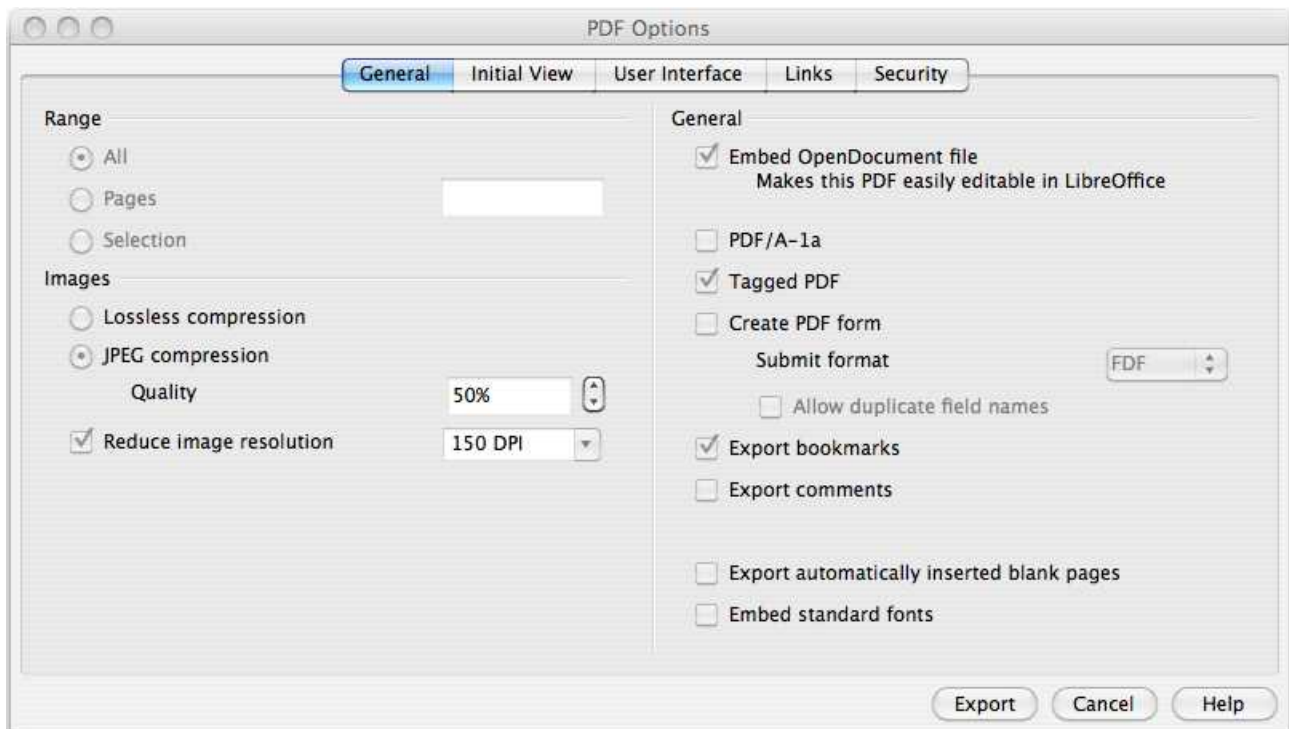 PDF Options
General Initial View User Interface Links Security
Range
All
Pages
Selection
Images
Lossless compression
JPEG compression
Quality 50%
Reduce image resolution 150 DPI
General
Embed OpenDocument file
Makes this PDF easily editable in LibreOffice
PDF/A-1a
Tagged PDF
Create PDF form
Submit format FDF
Allow duplicate field names
Export bookmarks
Export comments
Export automatically inserted blank pages
Embed standard fonts
Export Cancel Help